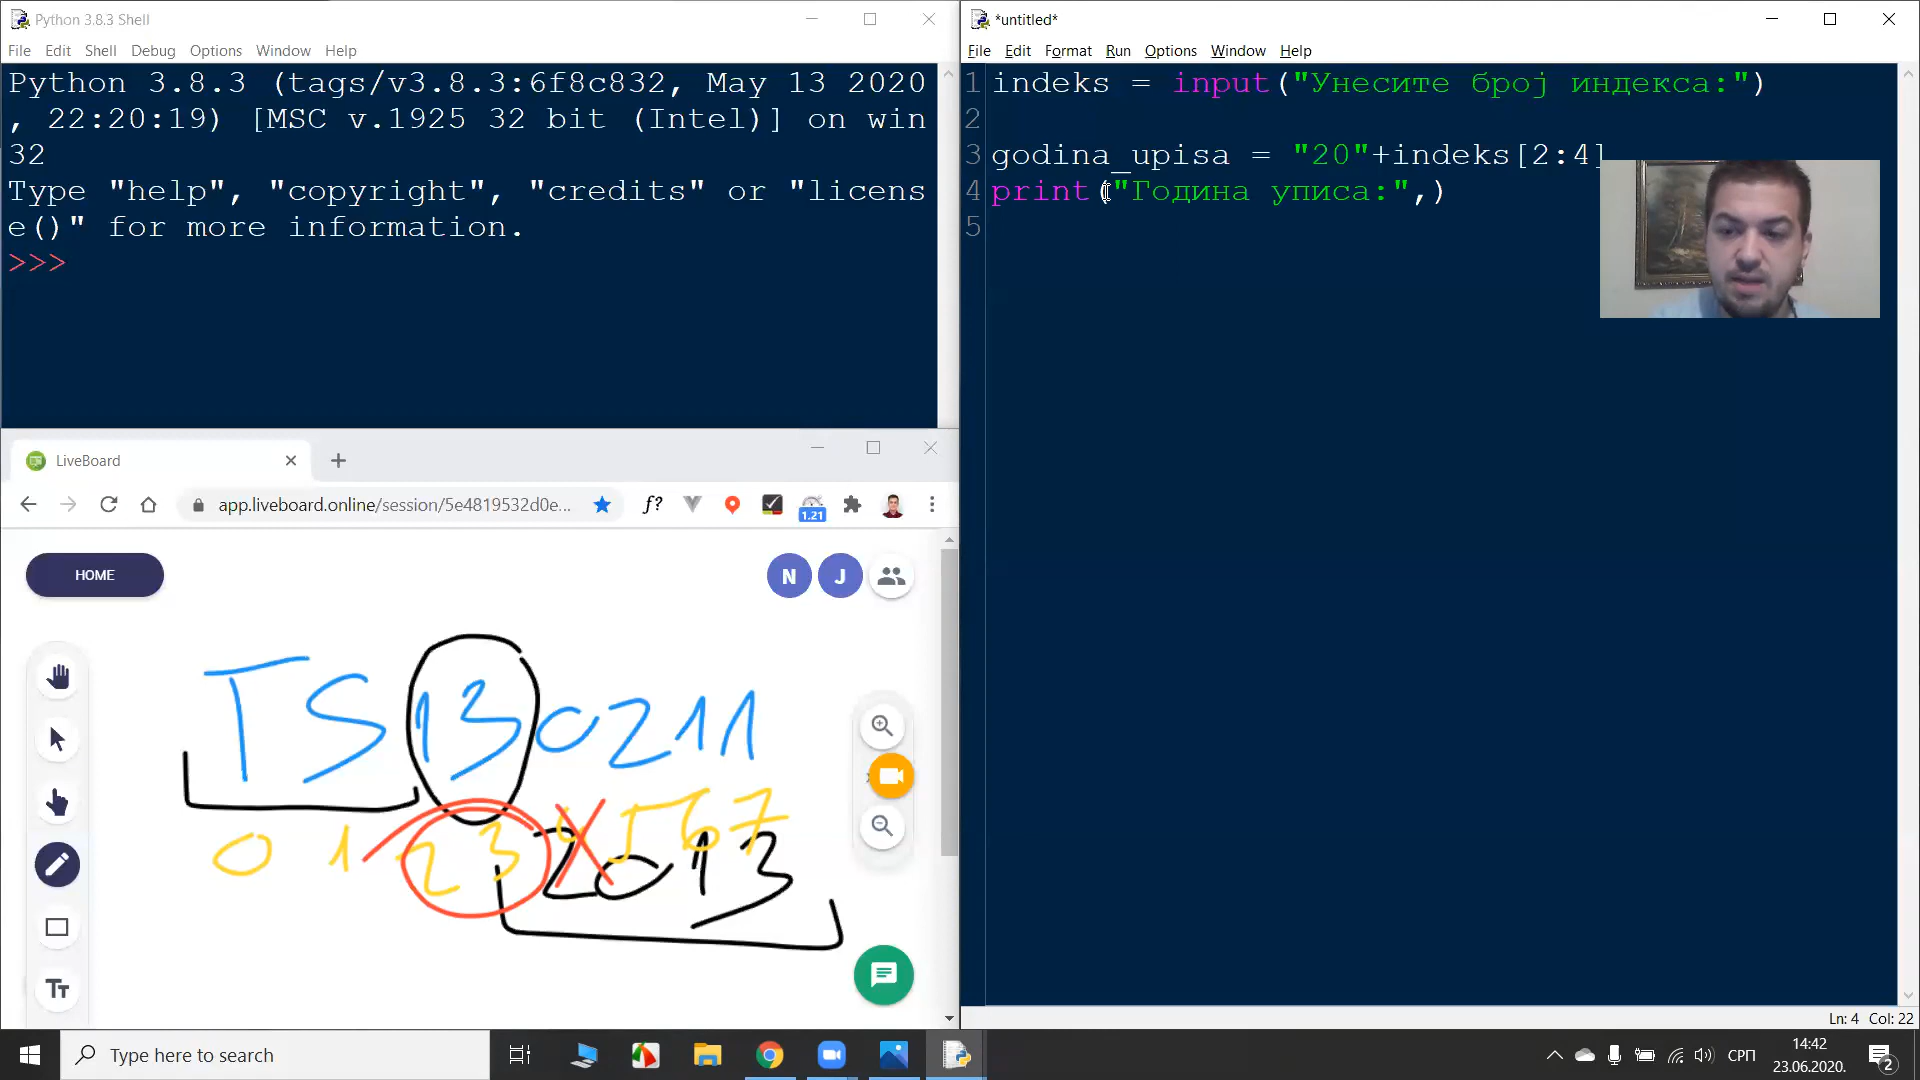 Python 3.8.3 Shell
File Edit Shell Debug Options Window Help
Python 3.8.3 (tags/v3.8.3:6f8c832, May 13 2020
, 22:20:19) [MSC v.1925 32 bit (Intel)] on win
32
Type "help", "copyright", "credits" or "licens
e()" for more information.
>>>
*untitled*
File Edit Format Run Options Window Help
1 indeks = input("Унесите број индекса:")
2
3 godina_upisa = "20"+indeks[2:4]
4 print("Година уписа:",)
5
Ln: 4 Col: 22
LiveBoard
app.liveboard.online/session/5e4819532d0e...
f?
1.21
HOME
N J
TS130211
0 1 2 3 4 5 6 7
2013
TT
Type here to search
СРП
14:42
23.06.2020.
2